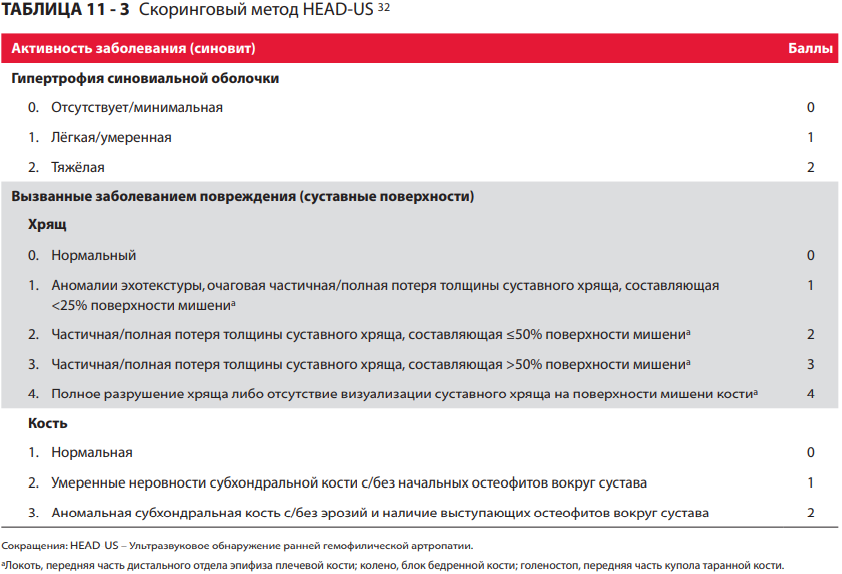 ТАБЛИЦА 11 - 3 Скоринговый метод HEAD-US 32
Активность заболевания (синовит) Баллы
Гипертрофия синовиальной оболочки
0. Отсутствует/минимальная 0
1. Лёгкая/умеренная 1
2. Тяжёлая 2
Вызванные заболеванием повреждения (суставные поверхности)
Хрящ
0. Нормальный 0
1. Аномалии эхотекстуры, очаговая частичная/полная потеря толщины суставного хряща, составляющая 1
<25% поверхности мишениª
2. Частичная/полная потеря толщины суставного хряща, составляющая ≤50% поверхности мишениª 2
3. Частичная/полная потеря толщины суставного хряща, составляющая >50% поверхности мишениª 3
4. Полное разрушение хряща либо отсутствие визуализации суставного хряща на поверхности мишени костиª 4
Кость
1. Нормальная 0
2. Умеренные неровности субхондральной кости с/без начальных остеофитов вокруг сустава 1
3. Аномальная субхондральная кость с/без эрозий и наличие выступающих остеофитов вокруг сустава 2
Сокращения: HEAD US – Ультразвуковое обнаружение ранней гемофилической артропатии.
ªЛокоть, передняя часть дистального отдела эпифиза плечевой кости; колено, блок бедренной кости; голеностоп, передняя часть купола таранной кости.